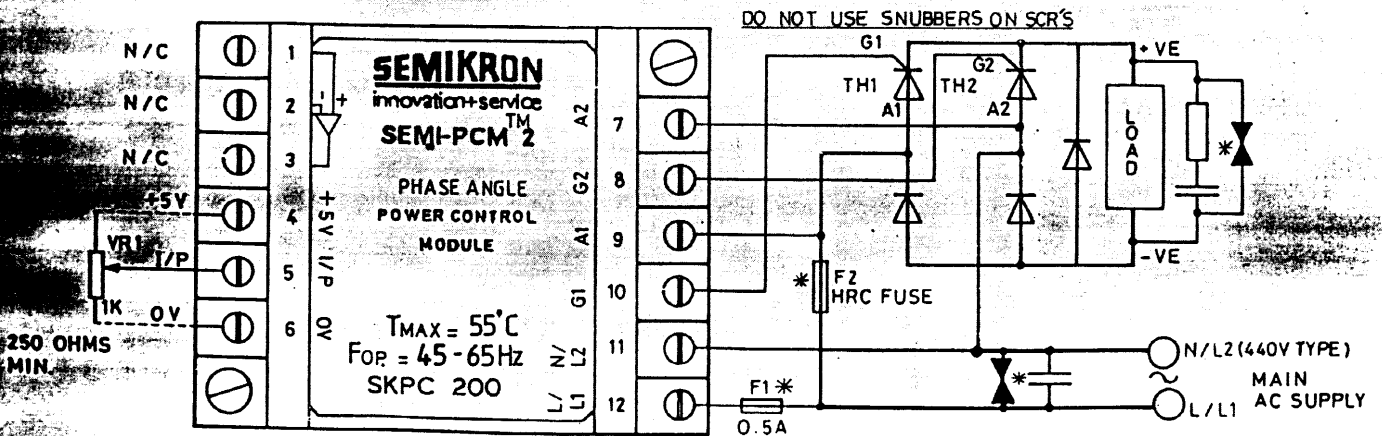 DO NOT USE SNUBBERS ON SCR'S
N/C
N/C
N/C
+5V
VR1
I/P
1K
0V
250 OHMS
MIN.
1
2
3
4
5
6
- +
+5V
I/P
0V
SEMIKRON
innovation+service
SEMI-PCM™2
PHASE ANGLE
POWER CONTROL
MODULE
TMAX = 55°C
FOP. = 45-65Hz
SKPC 200
A2
G2
A1
G1
N/
L2
L/
L1
7
8
9
10
11
12
G1
TH1
A1
G2
TH2
A2
LOAD
+VE
-VE
*
* F2
HRC FUSE
F1*
0.5A
*
N/L2(440V TYPE)
~
MAIN
AC SUPPLY
L/L1